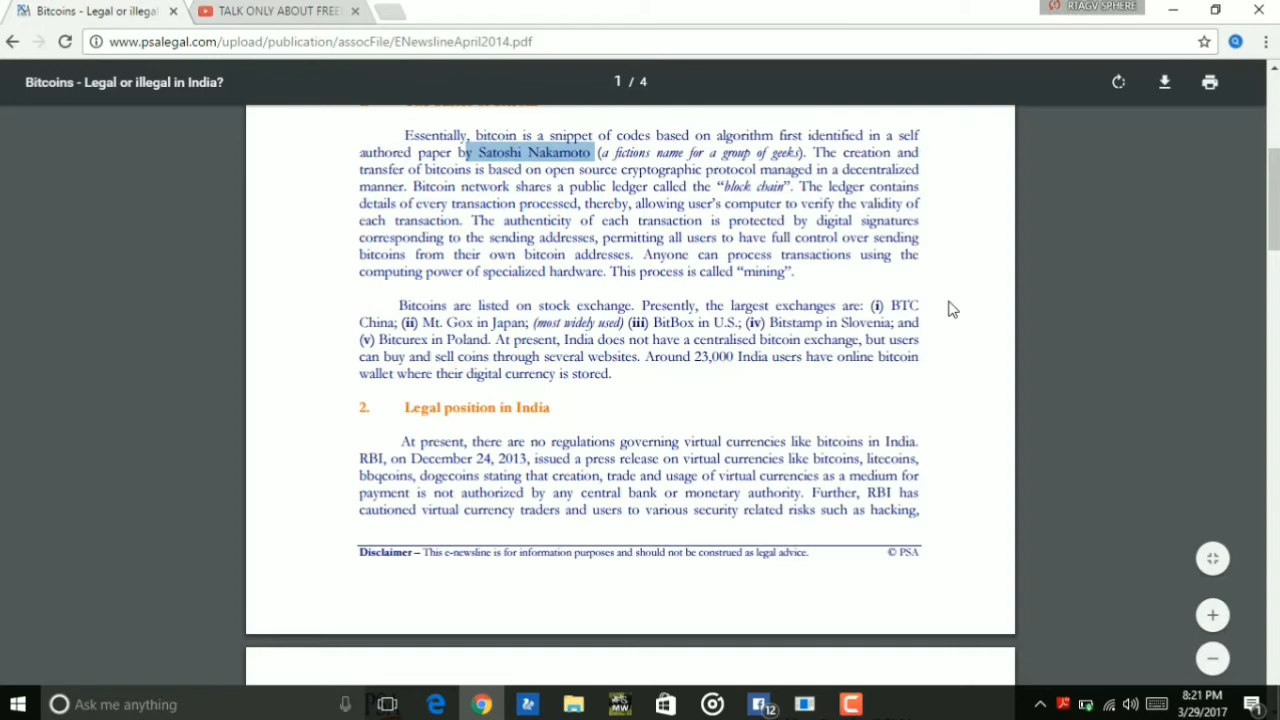 Bitcoins - Legal or illegal
TALK ONLY ABOUT FREE
RTAGV SPHERE
www.psalegal.com/upload/publication/assocFile/ENewslineApril2014.pdf
Bitcoins - Legal or illegal in India?
1 / 4
Essentially, bitcoin is a snippet of codes based on algorithm first identified in a self
authored paper by Satoshi Nakamoto (a fictions name for a group of geeks). The creation and
transfer of bitcoins is based on open source cryptographic protocol managed in a decentralized
manner. Bitcoin network shares a public ledger called the “block chain”. The ledger contains
details of every transaction processed, thereby, allowing user’s computer to verify the validity of
each transaction. The authenticity of each transaction is protected by digital signatures
corresponding to the sending addresses, permitting all users to have full control over sending
bitcoins from their own bitcoin addresses. Anyone can process transactions using the
computing power of specialized hardware. This process is called “mining”.
Bitcoins are listed on stock exchange. Presently, the largest exchanges are: (i) BTC
China; (ii) Mt. Gox in Japan; (most widely used) (iii) BitBox in U.S.; (iv) Bitstamp in Slovenia; and
(v) Bitcurex in Poland. At present, India does not have a centralised bitcoin exchange, but users
can buy and sell coins through several websites. Around 23,000 India users have online bitcoin
wallet where their digital currency is stored.
2. Legal position in India
At present, there are no regulations governing virtual currencies like bitcoins in India.
RBI, on December 24, 2013, issued a press release on virtual currencies like bitcoins, litecoins,
bbqcoins, dogecoins stating that creation, trade and usage of virtual currencies as a medium for
payment is not authorized by any central bank or monetary authority. Further, RBI has
cautioned virtual currency traders and users to various security related risks such as hacking,
Disclaimer – This e-newsline is for information purposes and should not be construed as legal advice. © PSA
Ask me anything
MW
12
8:21 PM
3/29/2017
1